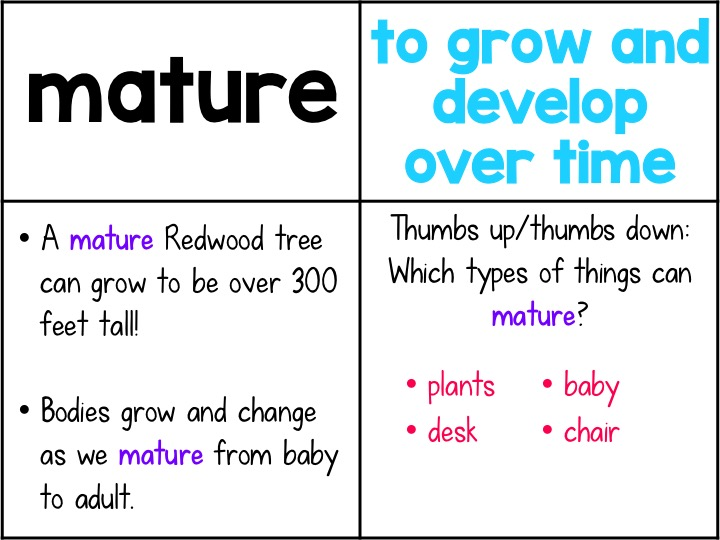 mature
to grow and
develop
over time
• A mature Redwood tree
can grow to be over 300
feet tall!
• Bodies grow and change
as we mature from baby
to adult.
Thumbs up/thumbs down:
Which types of things can
mature?
• plants
• desk
• baby
• chair